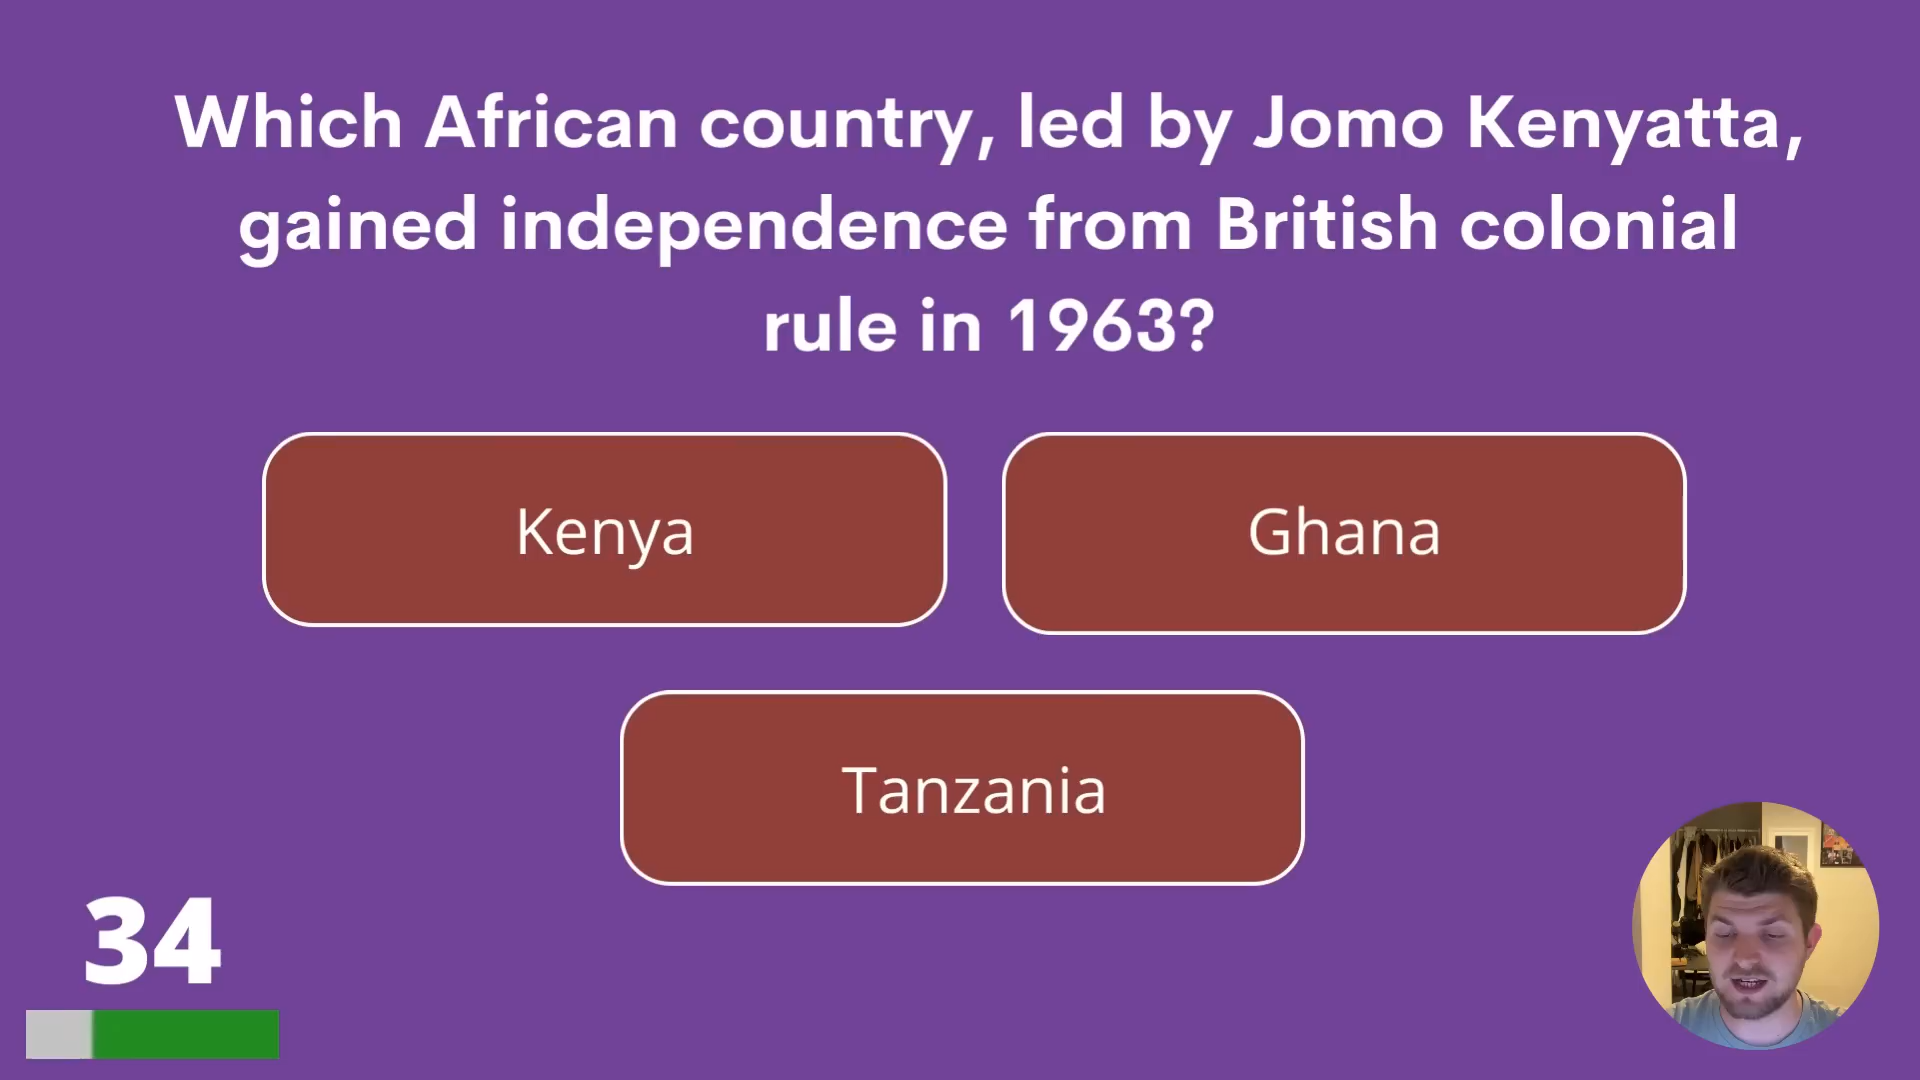 Which African country, led by Jomo Kenyatta,
gained independence from British colonial
rule in 1963?
Kenya
Ghana
Tanzania
34